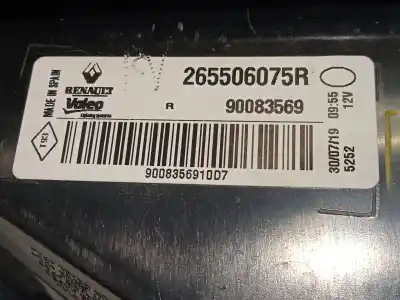 MADE IN SPAIN
RENAULT
265506075R
Valeo
R
90083569
9008356910D7
30/07/19 09:55
5252
12V